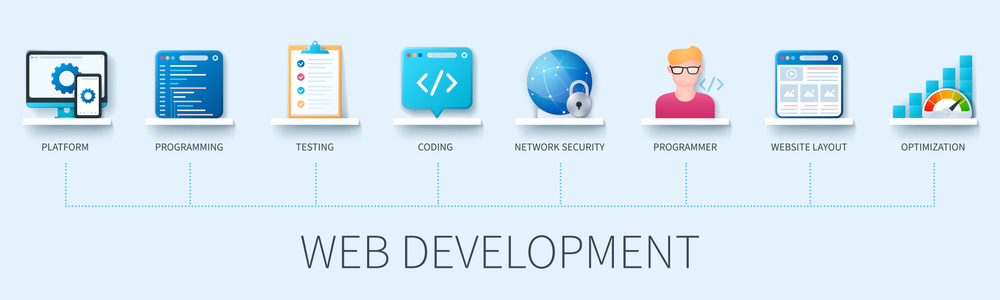 PLATFORM
PROGRAMMING
TESTING
CODING
NETWORK SECURITY
PROGRAMMER
WEBSITE LAYOUT
OPTIMIZATION
WEB DEVELOPMENT